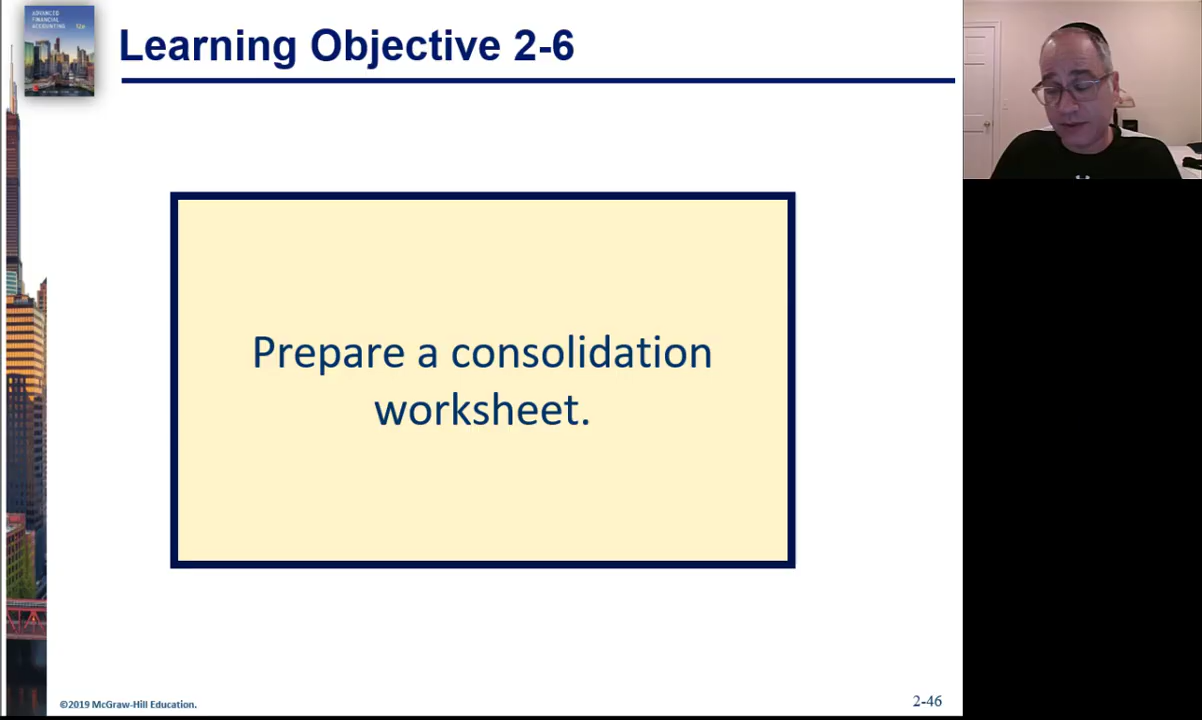 ADVANCED
FINANCIAL
ACCOUNTING
12e
Learning Objective 2-6
Prepare a consolidation
worksheet.
©2019 McGraw-Hill Education.
2-46